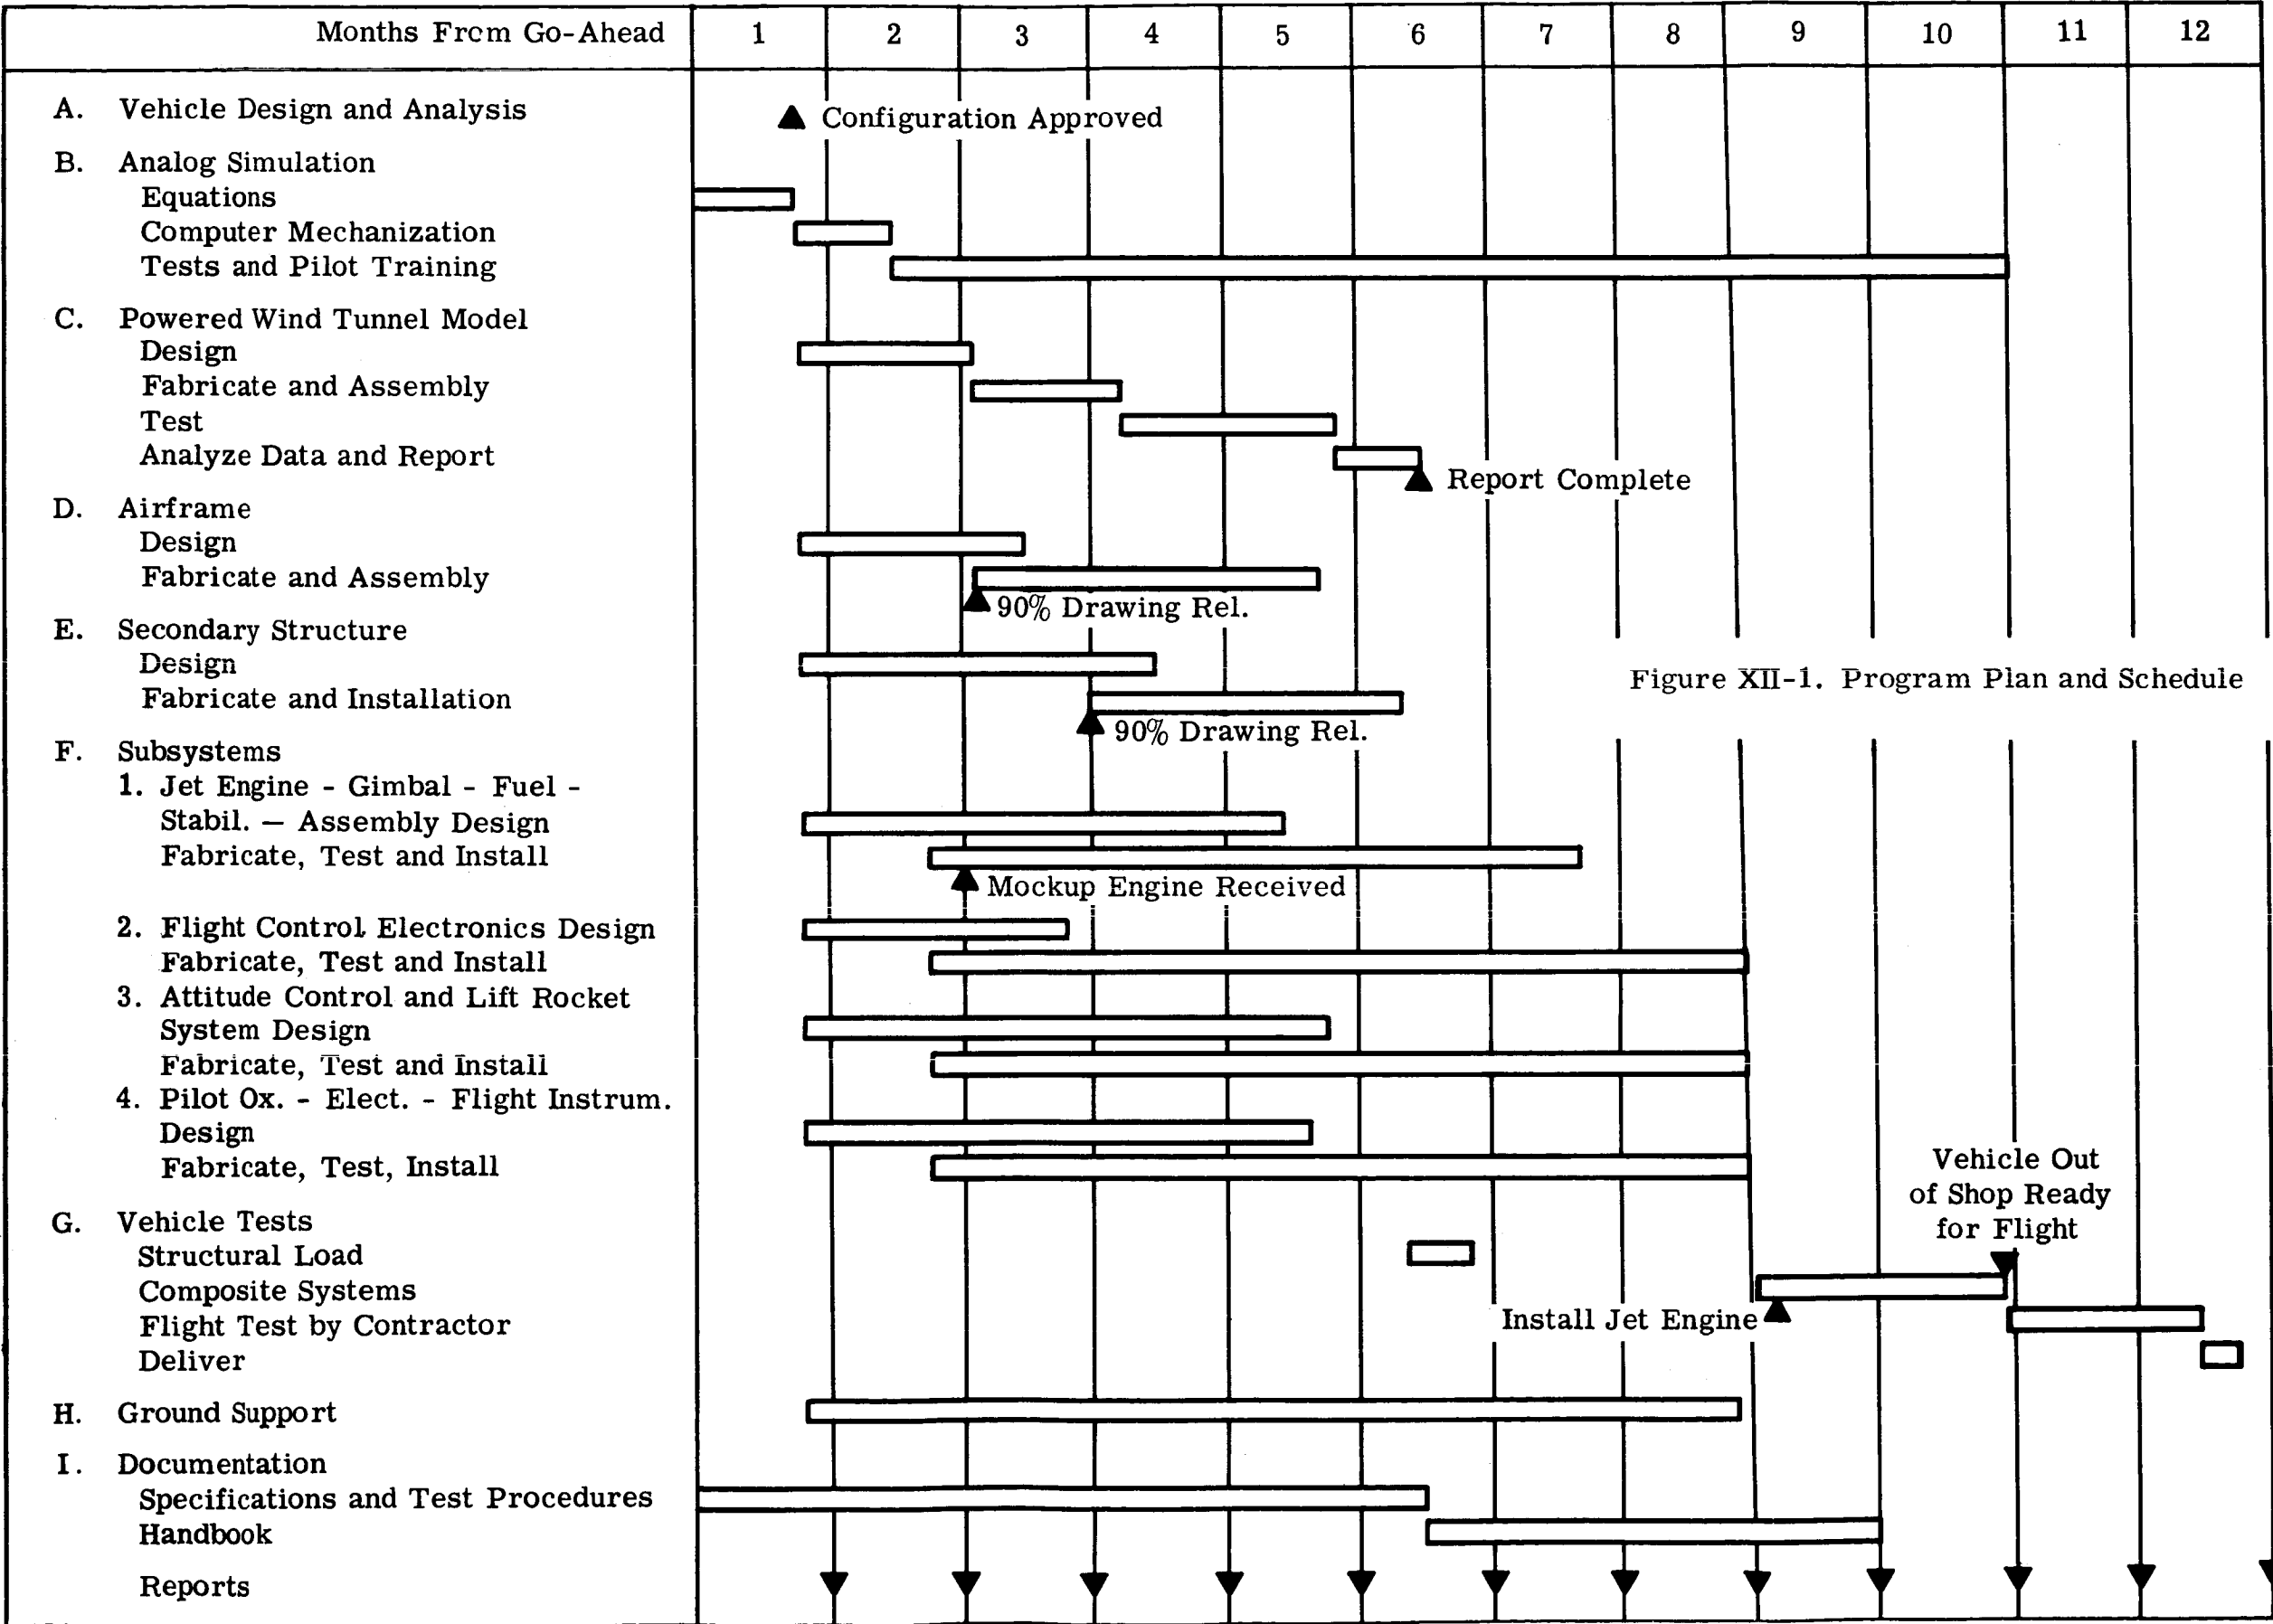 Months From Go-Ahead 1 2 3 4 5 6 7 8 9 10 11 12
A. Vehicle Design and Analysis
Configuration Approved
B. Analog Simulation
Equations
Computer Mechanization
Tests and Pilot Training
C. Powered Wind Tunnel Model
Design
Fabricate and Assembly
Test
Analyze Data and Report
Report Complete
D. Airframe
Design
Fabricate and Assembly
90% Drawing Rel.
E. Secondary Structure
Design
Fabricate and Installation
Figure XII-1. Program Plan and Schedule
90% Drawing Rel.
F. Subsystems
1. Jet Engine - Gimbal - Fuel -
Stabil. — Assembly Design
Fabricate, Test and Install
Mockup Engine Received
2. Flight Control Electronics Design
Fabricate, Test and Install
3. Attitude Control and Lift Rocket
System Design
Fabricate, Test and Install
4. Pilot Ox. - Elect. - Flight Instrum.
Design
Fabricate, Test, Install
Vehicle Out
of Shop Ready
for Flight
G. Vehicle Tests
Structural Load
Composite Systems
Install Jet Engine
Flight Test by Contractor
Deliver
H. Ground Support
I. Documentation
Specifications and Test Procedures
Handbook
Reports